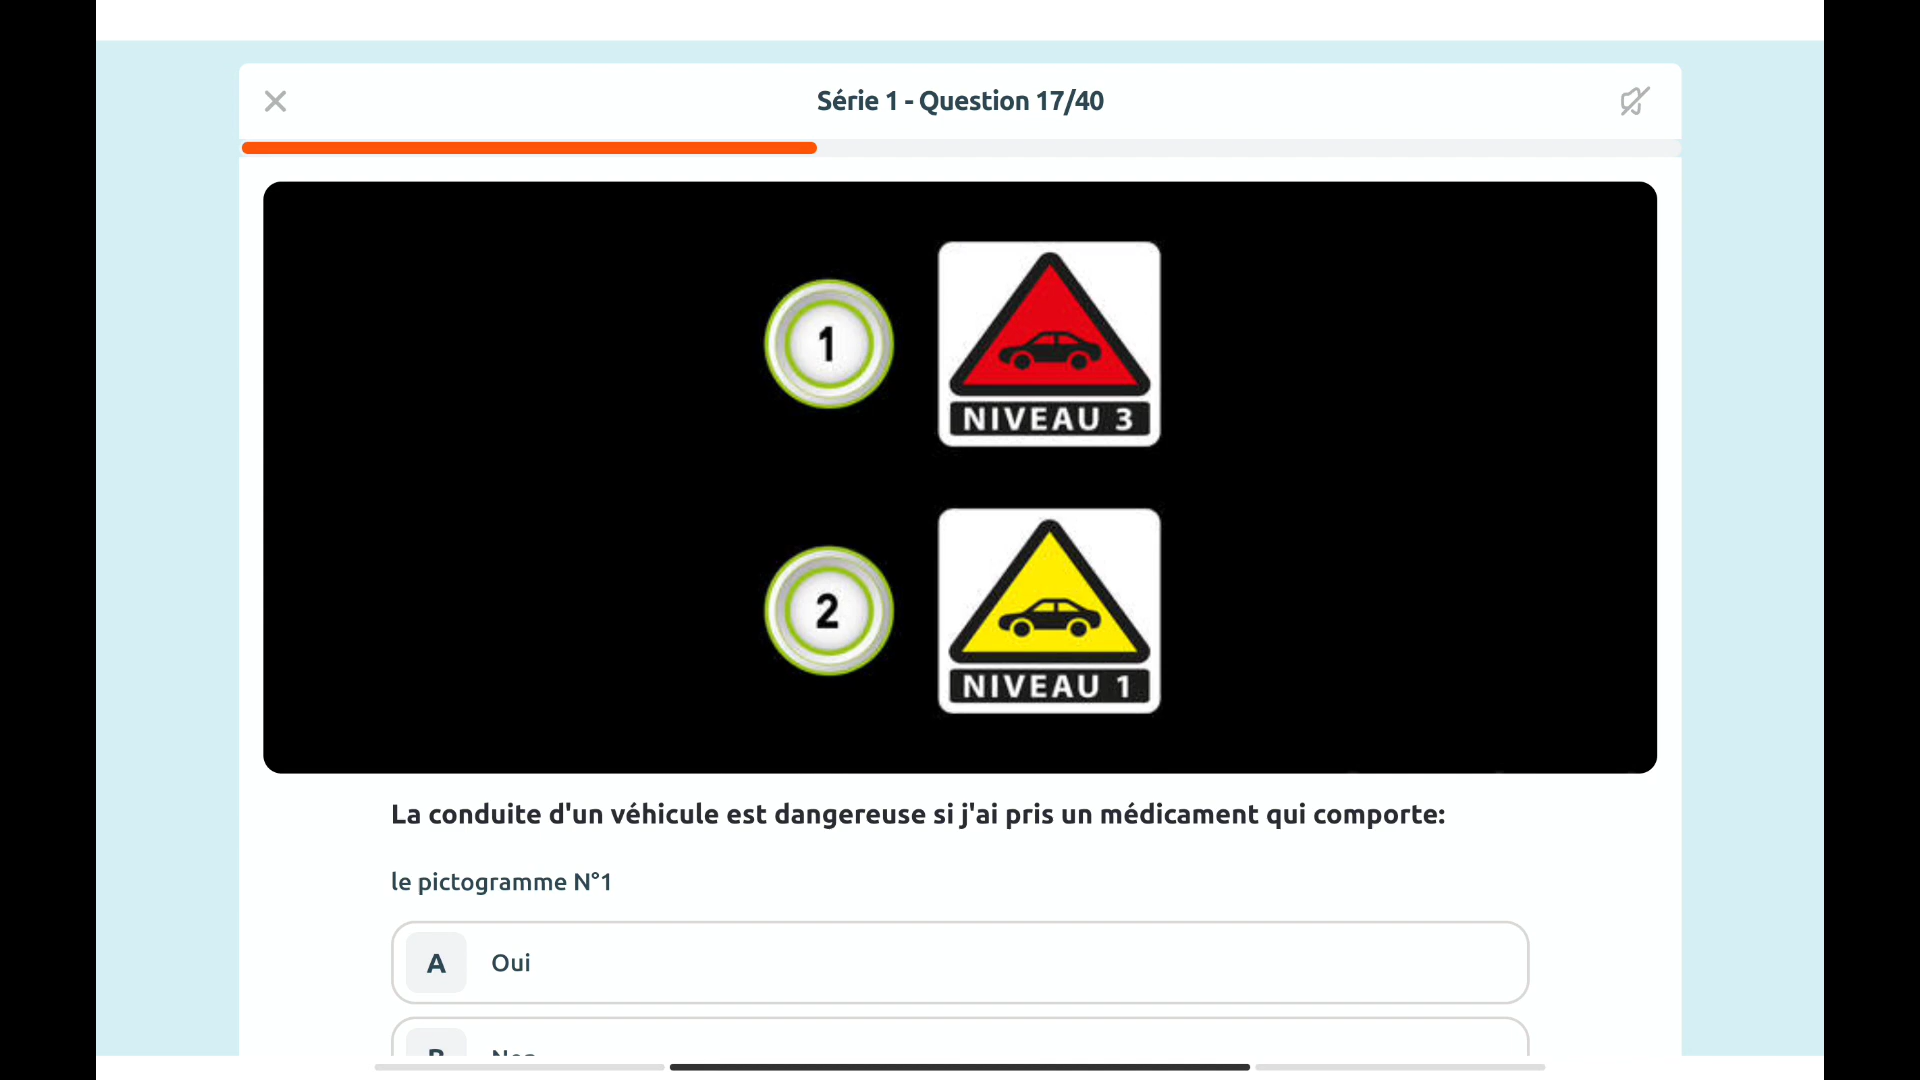 Série 1 - Question 17/40
1
NIVEAU 3
2
NIVEAU 1
La conduite d'un véhicule est dangereuse si j'ai pris un médicament qui comporte:
le pictogramme N°1
A Oui